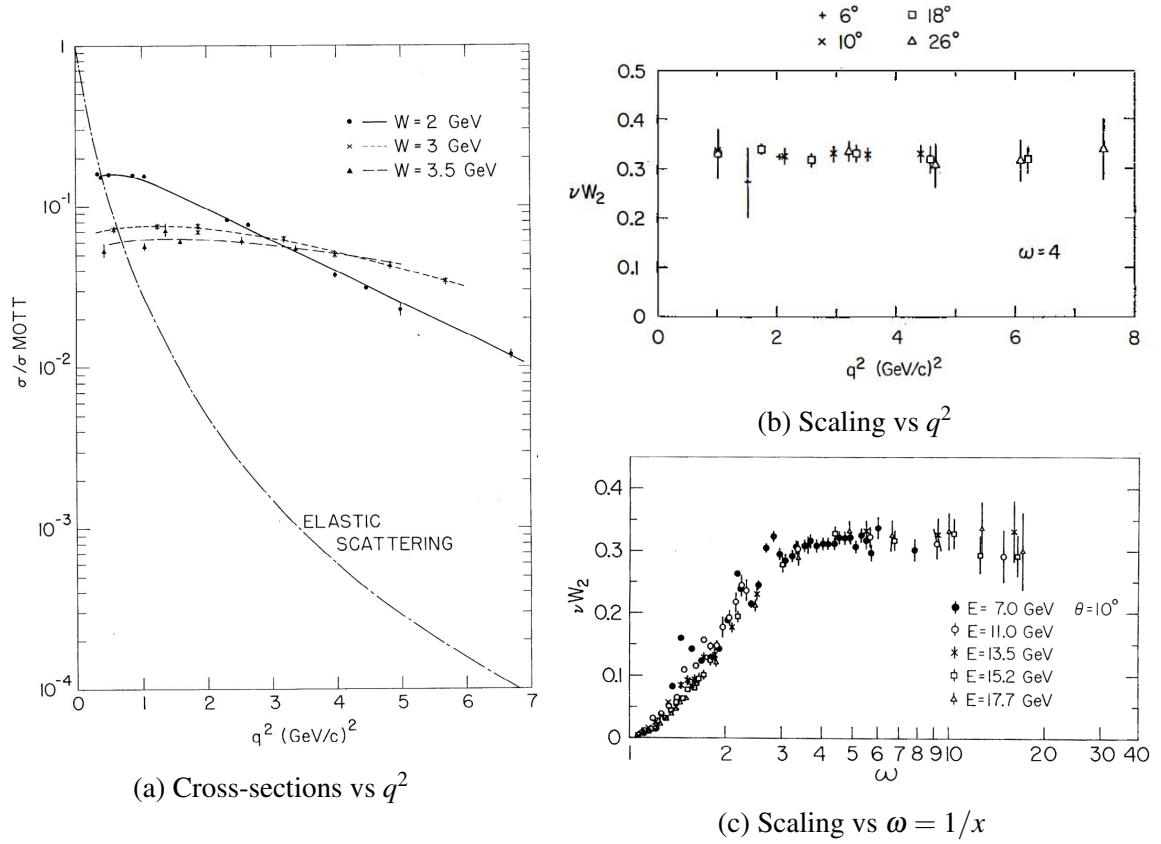 1
10⁻¹
10⁻²
10⁻³
10⁻⁴
σ/σ MOTT
W = 2 GeV
W = 3 GeV
W = 3.5 GeV
ELASTIC
SCATTERING
0 1 2 3 4 5 6 7
q² (GeV/c)²
(a) Cross-sections vs q²
6° 18°
10° 26°
0.5
0.4
0.3
0.2
0.1
0
νW₂
ω=4
0 2 4 6 8
q² (GeV/c)²
(b) Scaling vs q²
0.4
0.3
0.2
0.1
0
νW₂
E= 7.0 GeV θ=10°
E=11.0 GeV
E=13.5 GeV
E=15.2 GeV
E=17.7 GeV
1 2 3 4 5 6 7 8 9 10 20 30 40
ω
(c) Scaling vs ω = 1/x